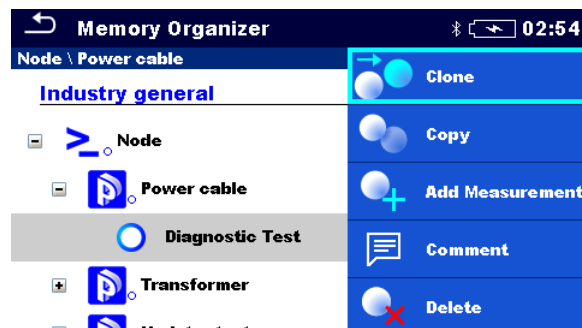 Memory Organizer
02:54
Node \ Power cable
Industry general
Node
Power cable
Diagnostic Test
Transformer
Clone
Copy
Add Measurement
Comment
Delete